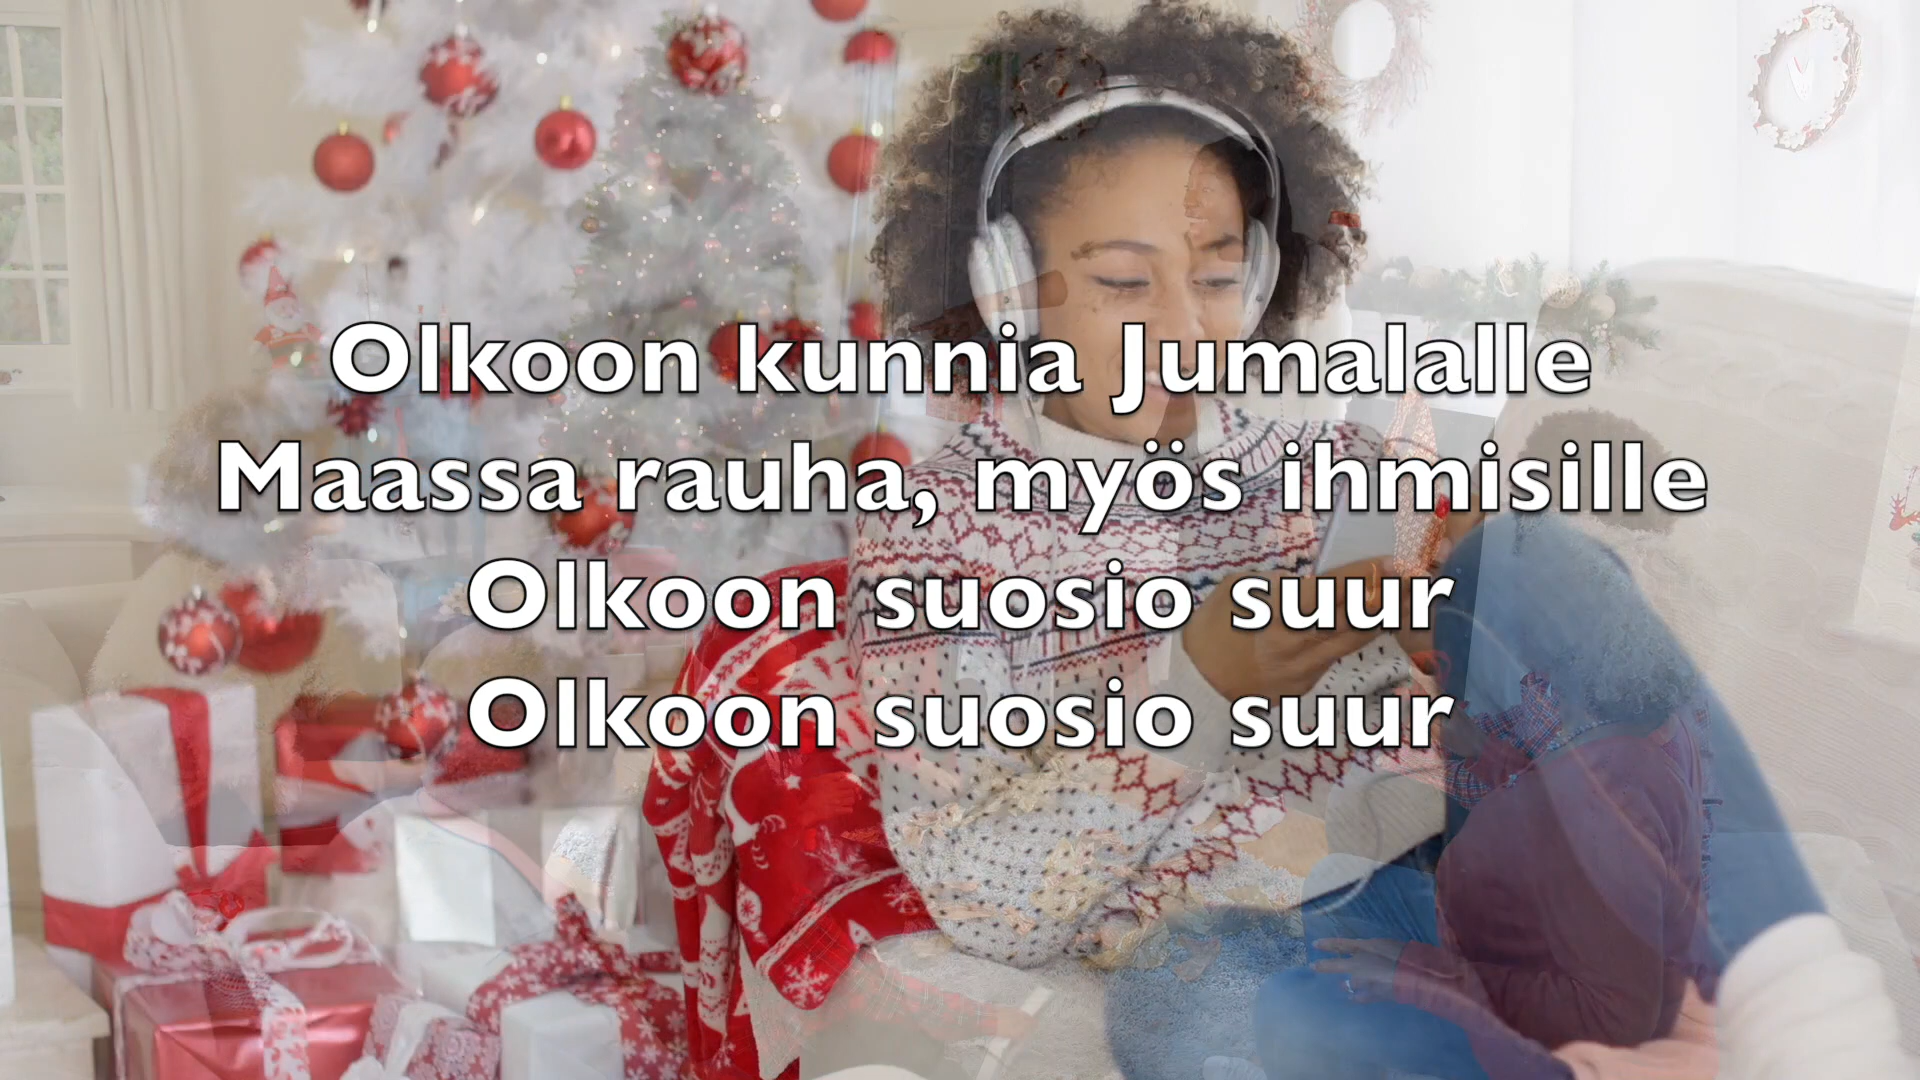 Olkoon kunnia Jumalalle
Maassa rauha, myös ihmisille
Olkoon suosio suur
Olkoon suosio suur